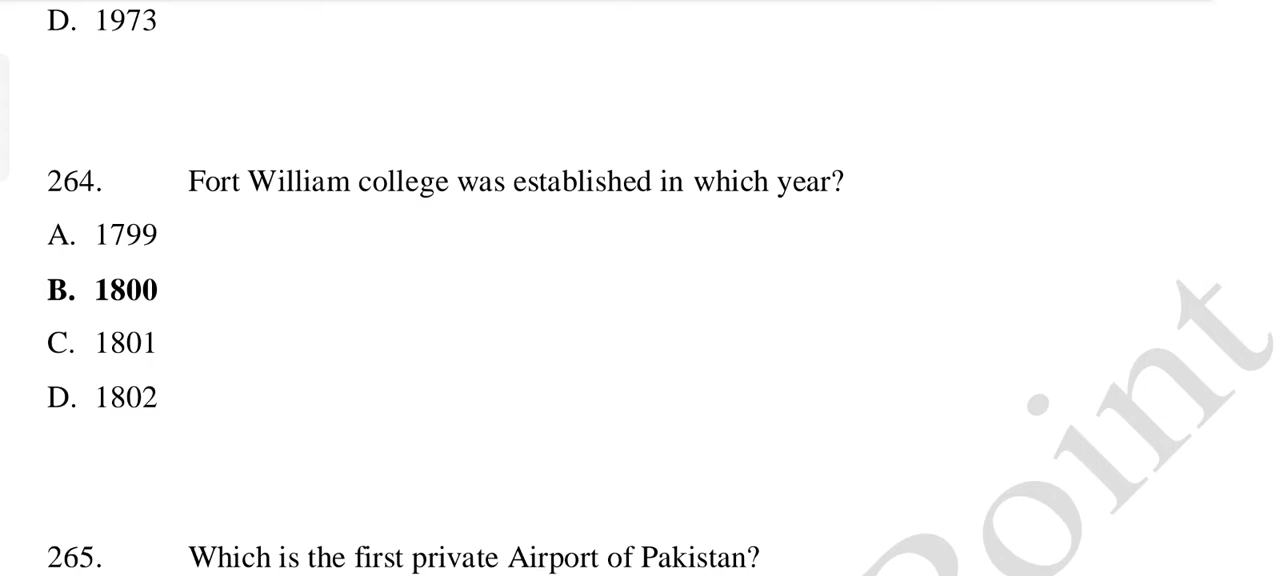 D. 1973
264. Fort William college was established in which year?
A. 1799
B. 1800
C. 1801
D. 1802
265. Which is the first private Airport of Pakistan?
Point